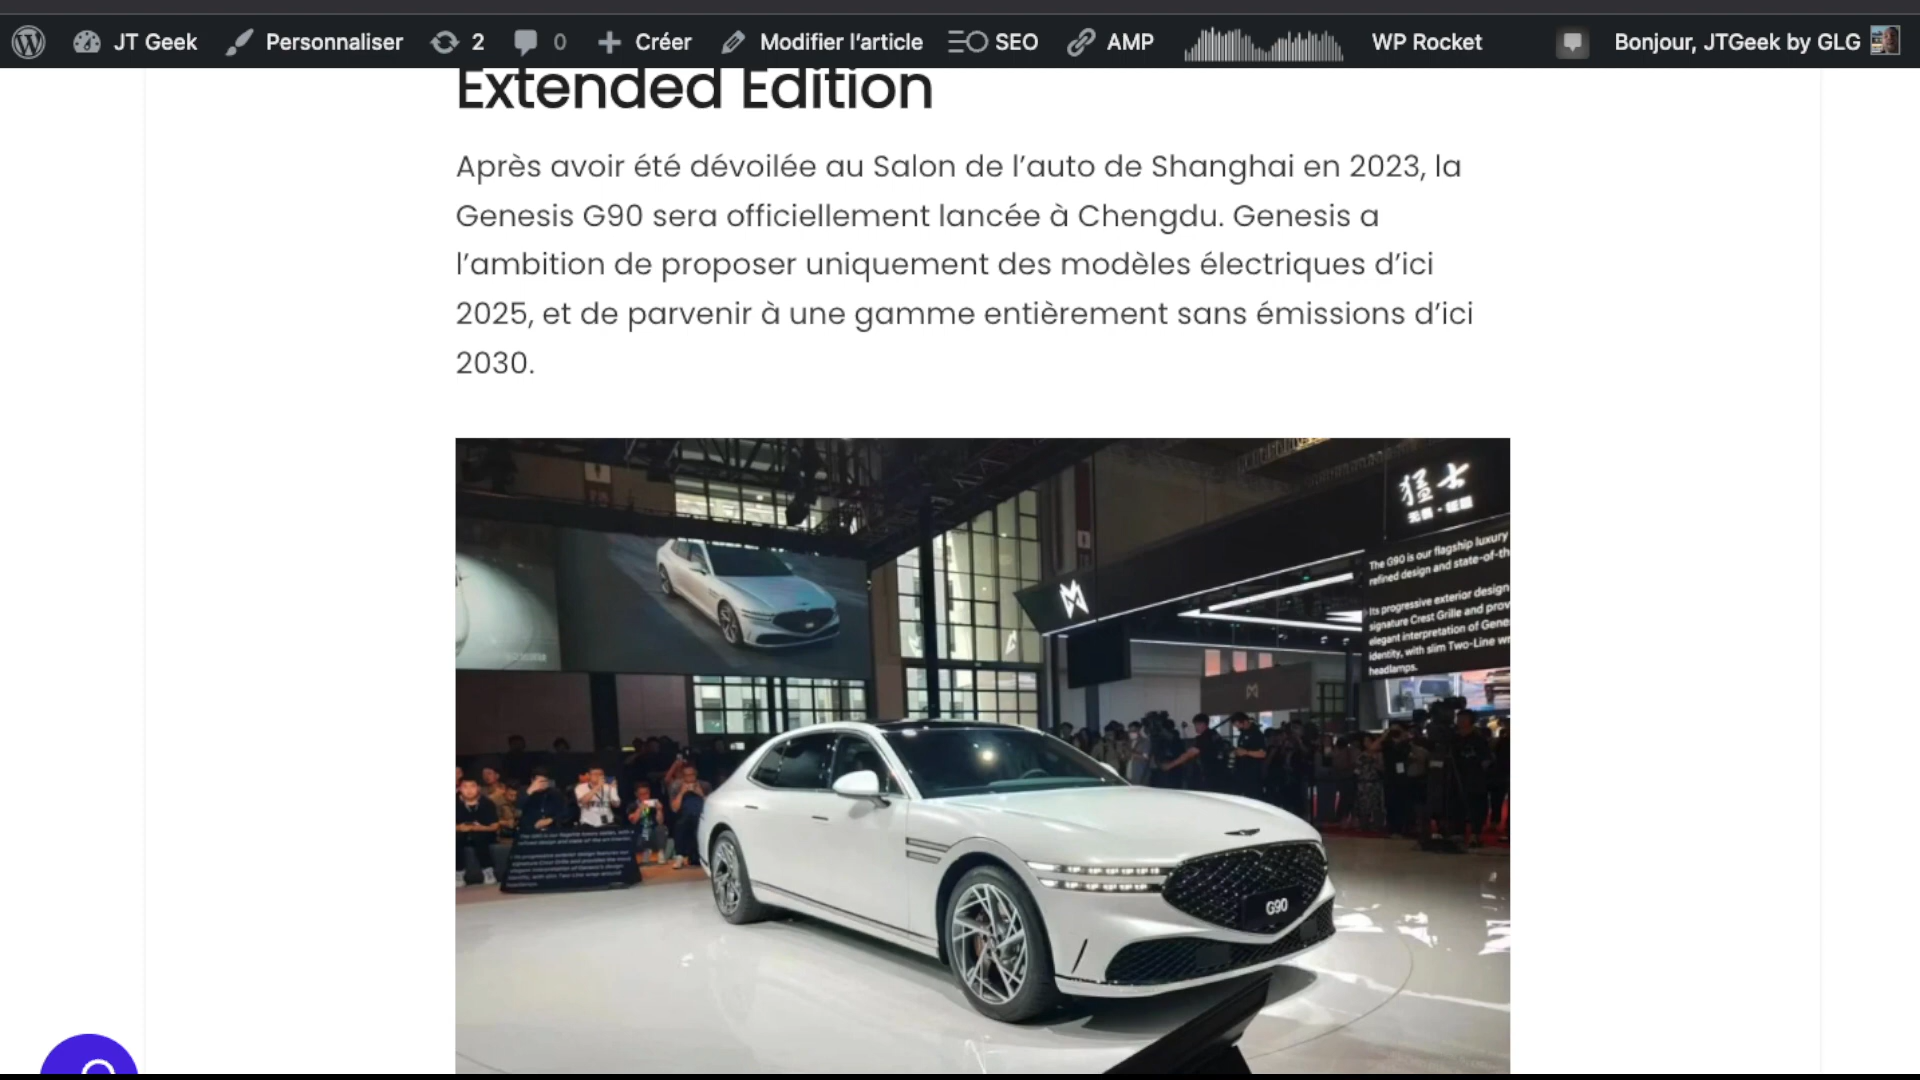 JT Geek Personnaliser 2 0 Créer Modifier l'article SEO AMP WP Rocket Bonjour, JTGeek by GLG
Extended Edition
Après avoir été dévoilée au Salon de l'auto de Shanghai en 2023, la
Genesis G90 sera officiellement lancée à Chengdu. Genesis a
l'ambition de proposer uniquement des modèles électriques d'ici
2025, et de parvenir à une gamme entièrement sans émissions d'ici
2030.
猛士
The G90 is our flagship luxury
refined design and state-of-th
Its progressive exterior design
signature Crest Grille and prov
elegant interpretation of Gene
identity, with slim Two-Line wr
headlamps.
G90